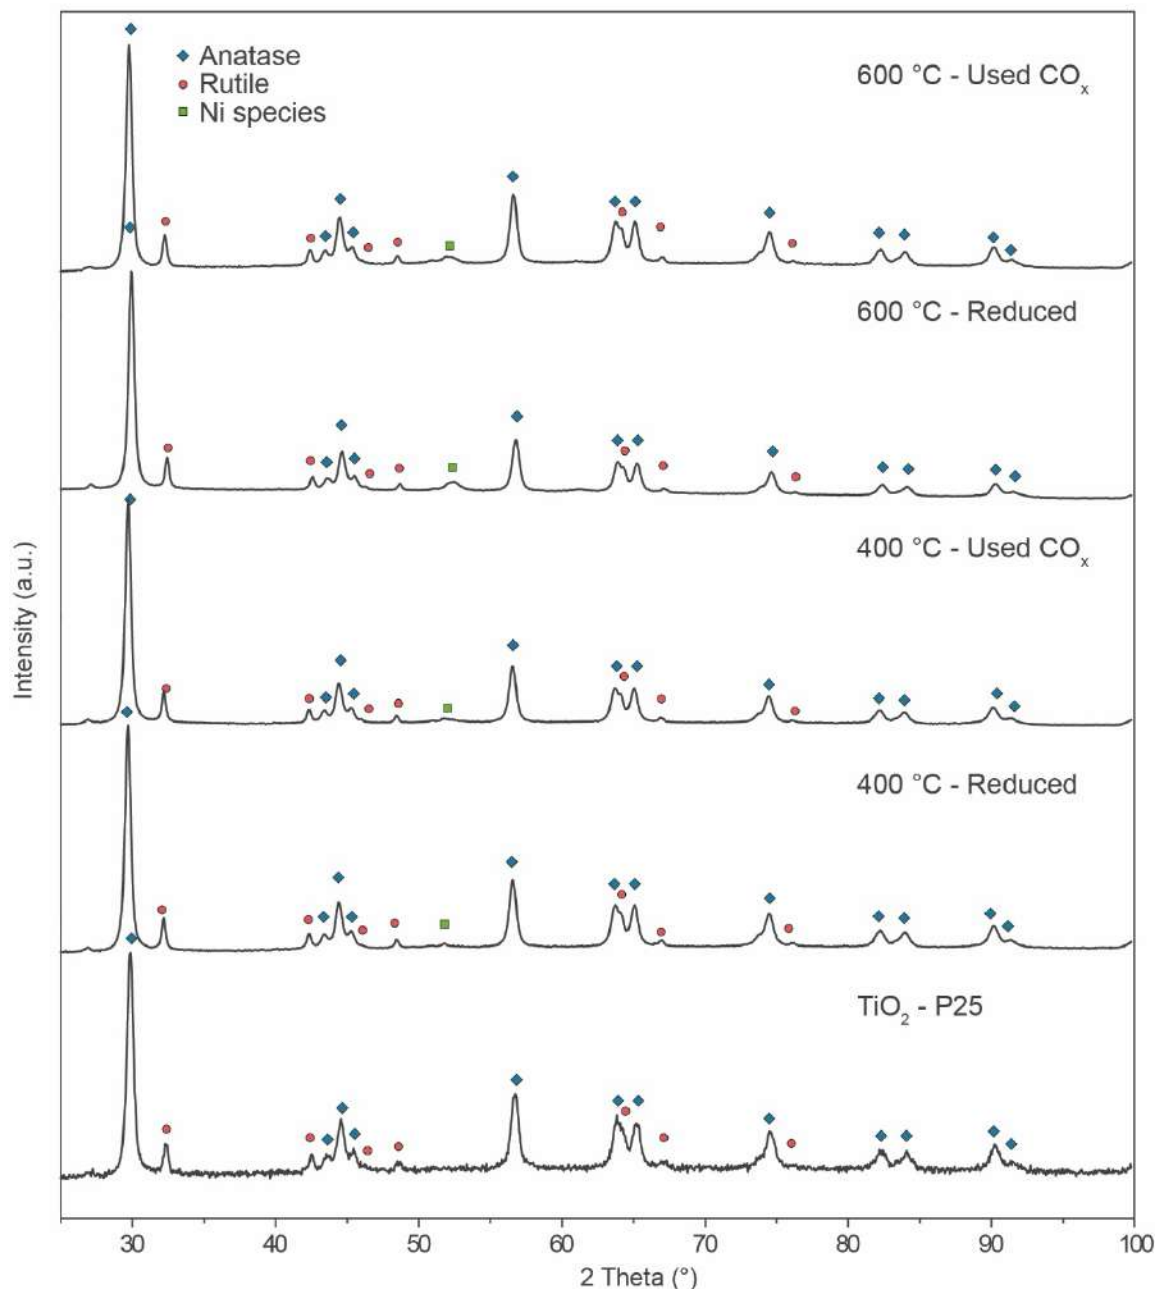 Anatase
Rutile
Ni species
600 °C - Used COₓ
600 °C - Reduced
400 °C - Used COₓ
400 °C - Reduced
TiO₂ - P25
Intensity (a.u.)
30 40 50 60 70 80 90 100
2 Theta (°)